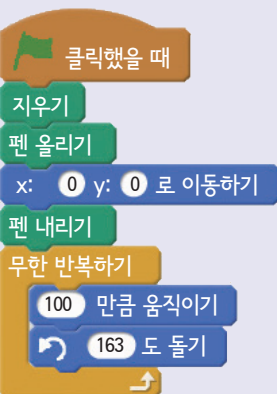 클릭했을 때
지우기
펜 올리기
x: 0 y: 0 로 이동하기
펜 내리기
무한 반복하기
100 만큼 움직이기
163 도 돌기